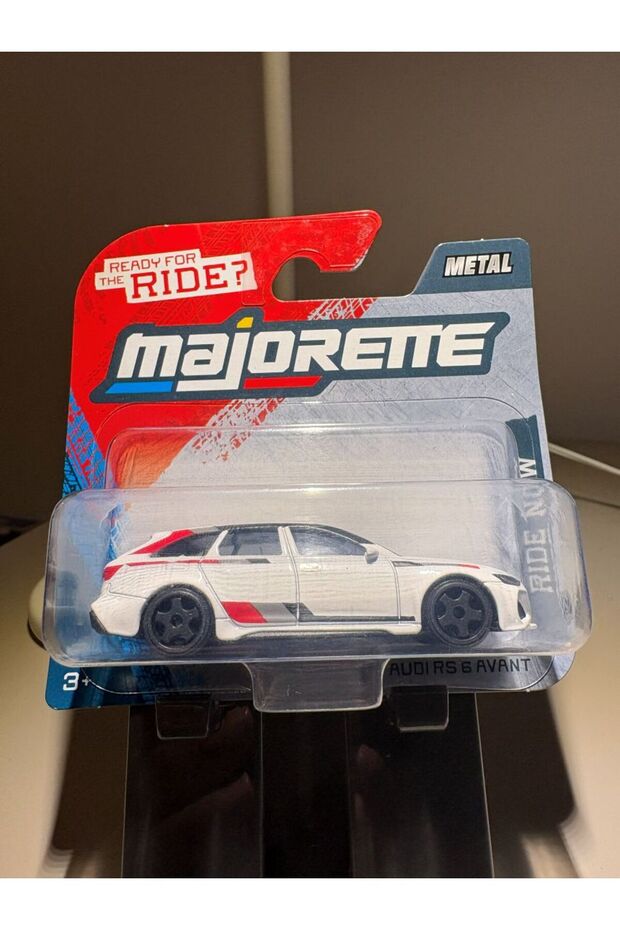 READY FOR
THE RIDE?
METAL
majORETTE
RIDE NOW
3+
AUDI RS 6 AVANT